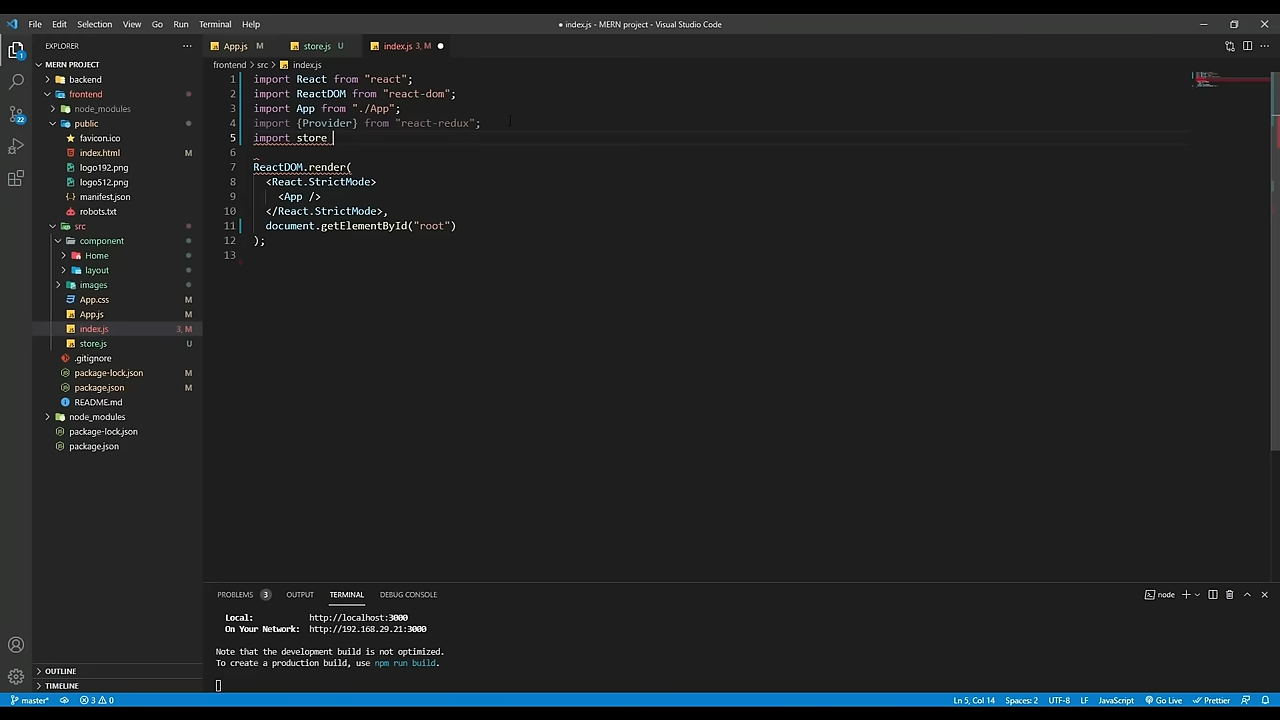 File Edit Selection View Go Run Terminal Help
● index.js - MERN project - Visual Studio Code
EXPLORER
MERN PROJECT
backend
frontend
node_modules
public
favicon.ico
index.html M
logo192.png
logo512.png
manifest.json
robots.txt
src
component
Home
layout
images
App.css M
App.js M
index.js 3, M
store.js U
.gitignore
package-lock.json M
package.json M
README.md
node_modules
package-lock.json
package.json
OUTLINE
TIMELINE
1
22
App.js M store.js U index.js 3, M ●
frontend > src > index.js
1 import React from "react";
2 import ReactDOM from "react-dom";
3 import App from "./App";
4 import {Provider} from "react-redux";
5 import store
6
7 ReactDOM.render(
8 <React.StrictMode>
9 <App />
10 </React.StrictMode>,
11 document.getElementById("root")
12 );
13
PROBLEMS 3 OUTPUT TERMINAL DEBUG CONSOLE
node
Local: http://localhost:3000
On Your Network: http://192.168.29.21:3000
Note that the development build is not optimized.
To create a production build, use npm run build.
master* 3 0
Ln 5, Col 14 Spaces: 2 UTF-8 LF JavaScript Go Live Prettier